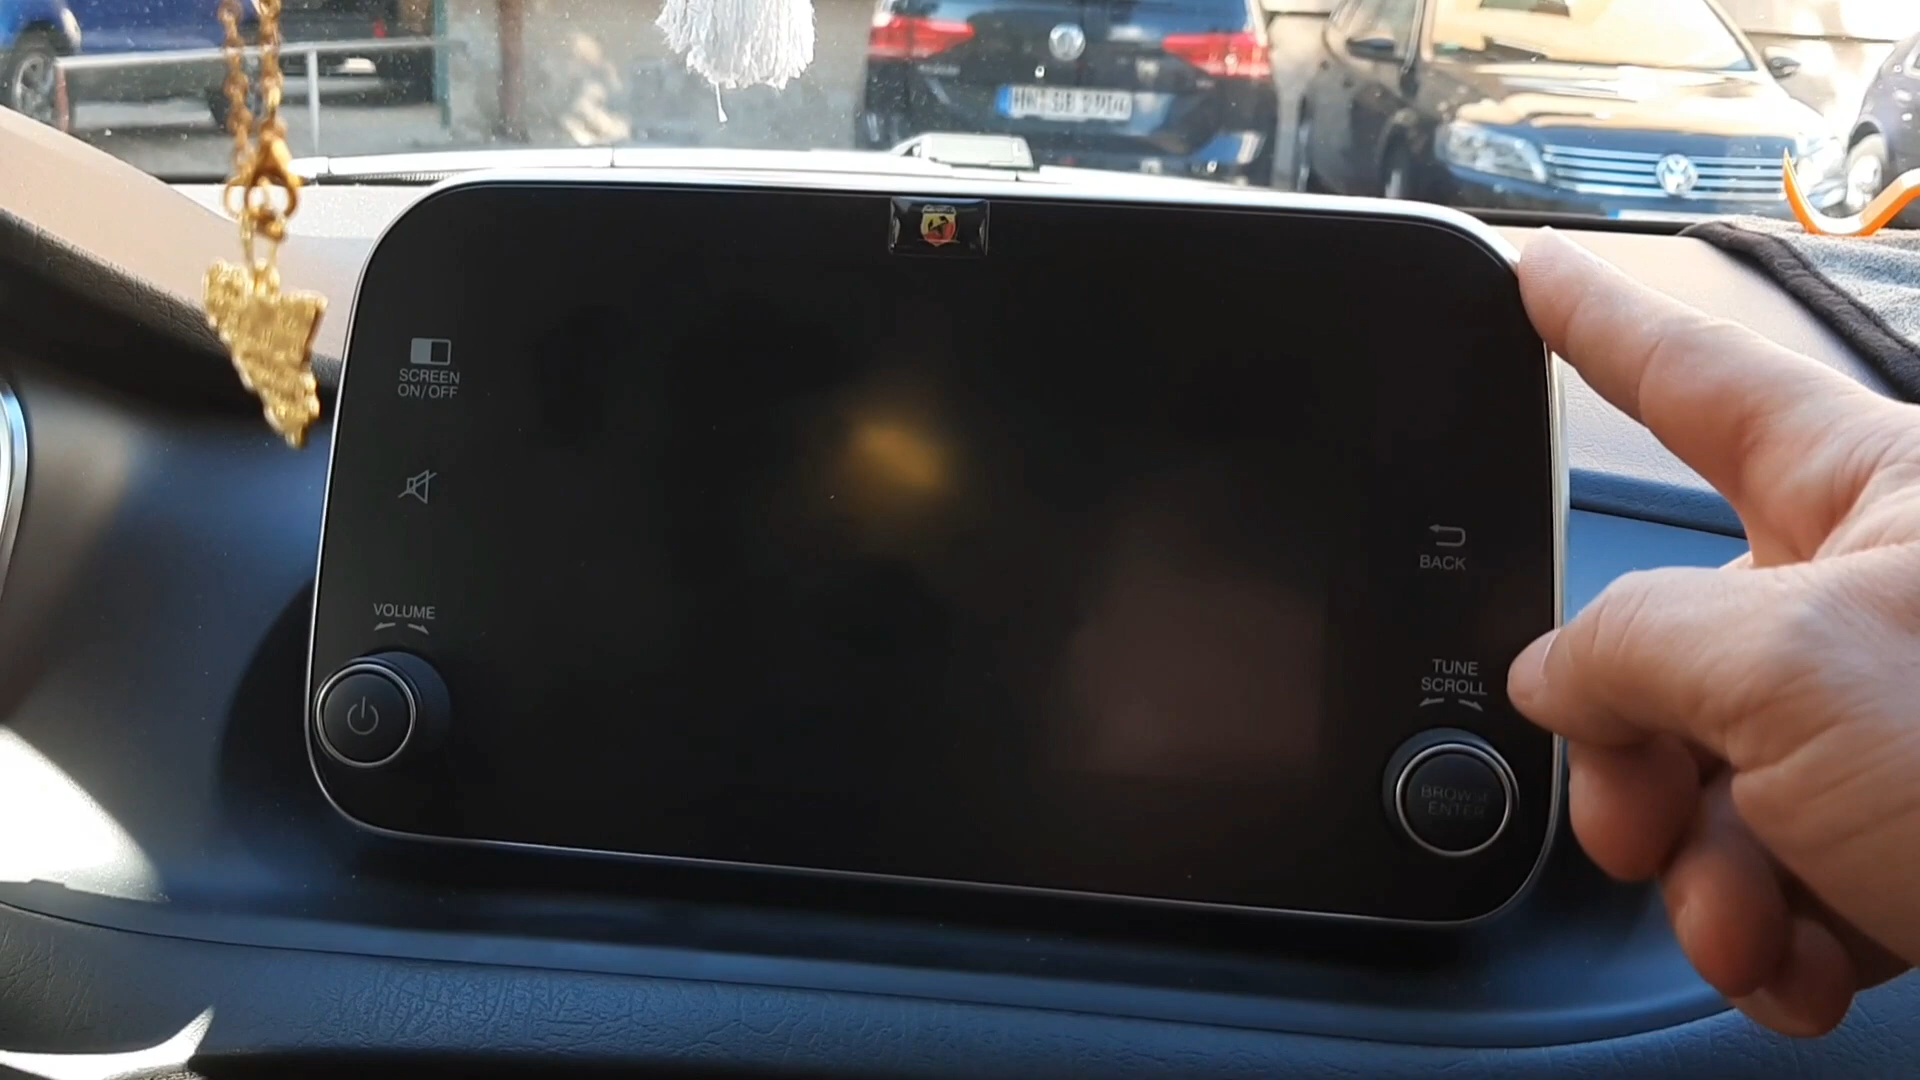 SCREEN
ON/OFF
VOLUME
BACK
TUNE
SCROLL
BROWSE
ENTER